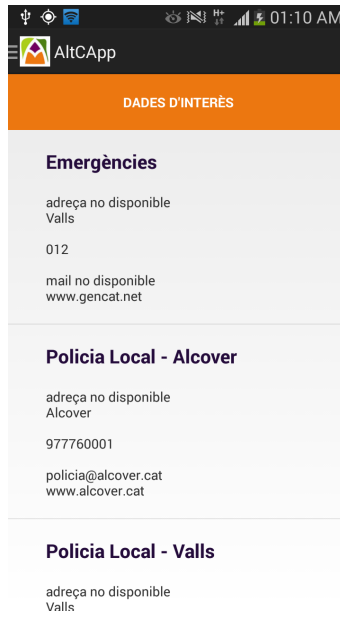 H+
01:10 AM
AltCApp
DADES D'INTERÈS
Emergències
adreça no disponible
Valls
012
mail no disponible
www.gencat.net
Policia Local - Alcover
adreça no disponible
Alcover
977760001
policia@alcover.cat
www.alcover.cat
Policia Local - Valls
adreça no disponible
Valls